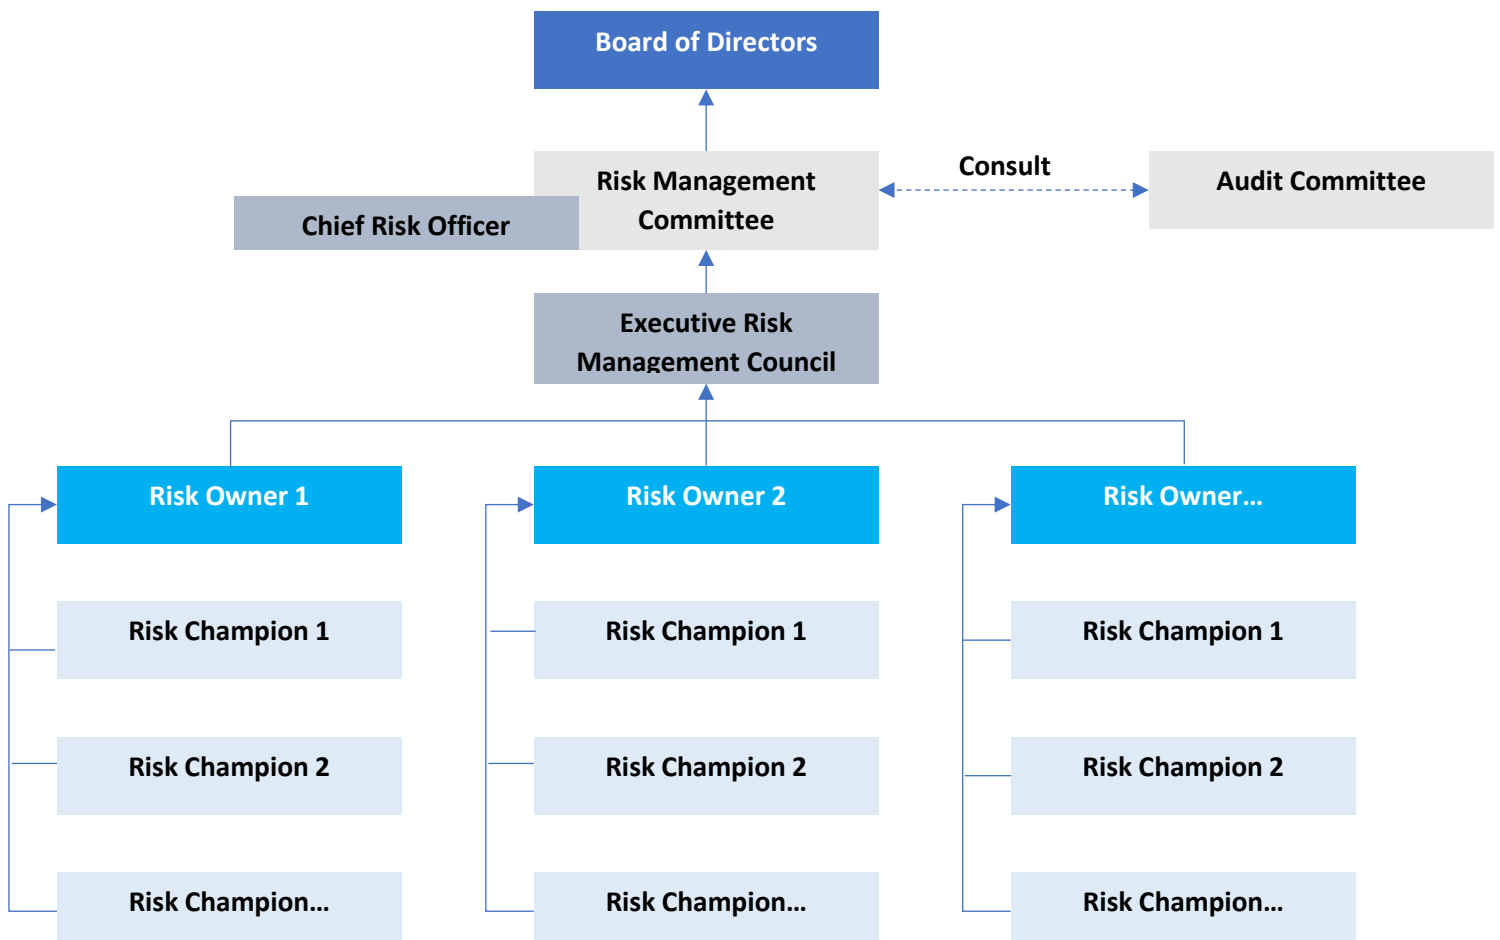 Board of Directors
Risk Management
Committee
Consult
Audit Committee
Chief Risk Officer
Executive Risk
Management Council
Risk Owner 1
Risk Owner 2
Risk Owner…
Risk Champion 1
Risk Champion 1
Risk Champion 1
Risk Champion 2
Risk Champion 2
Risk Champion 2
Risk Champion…
Risk Champion…
Risk Champion…